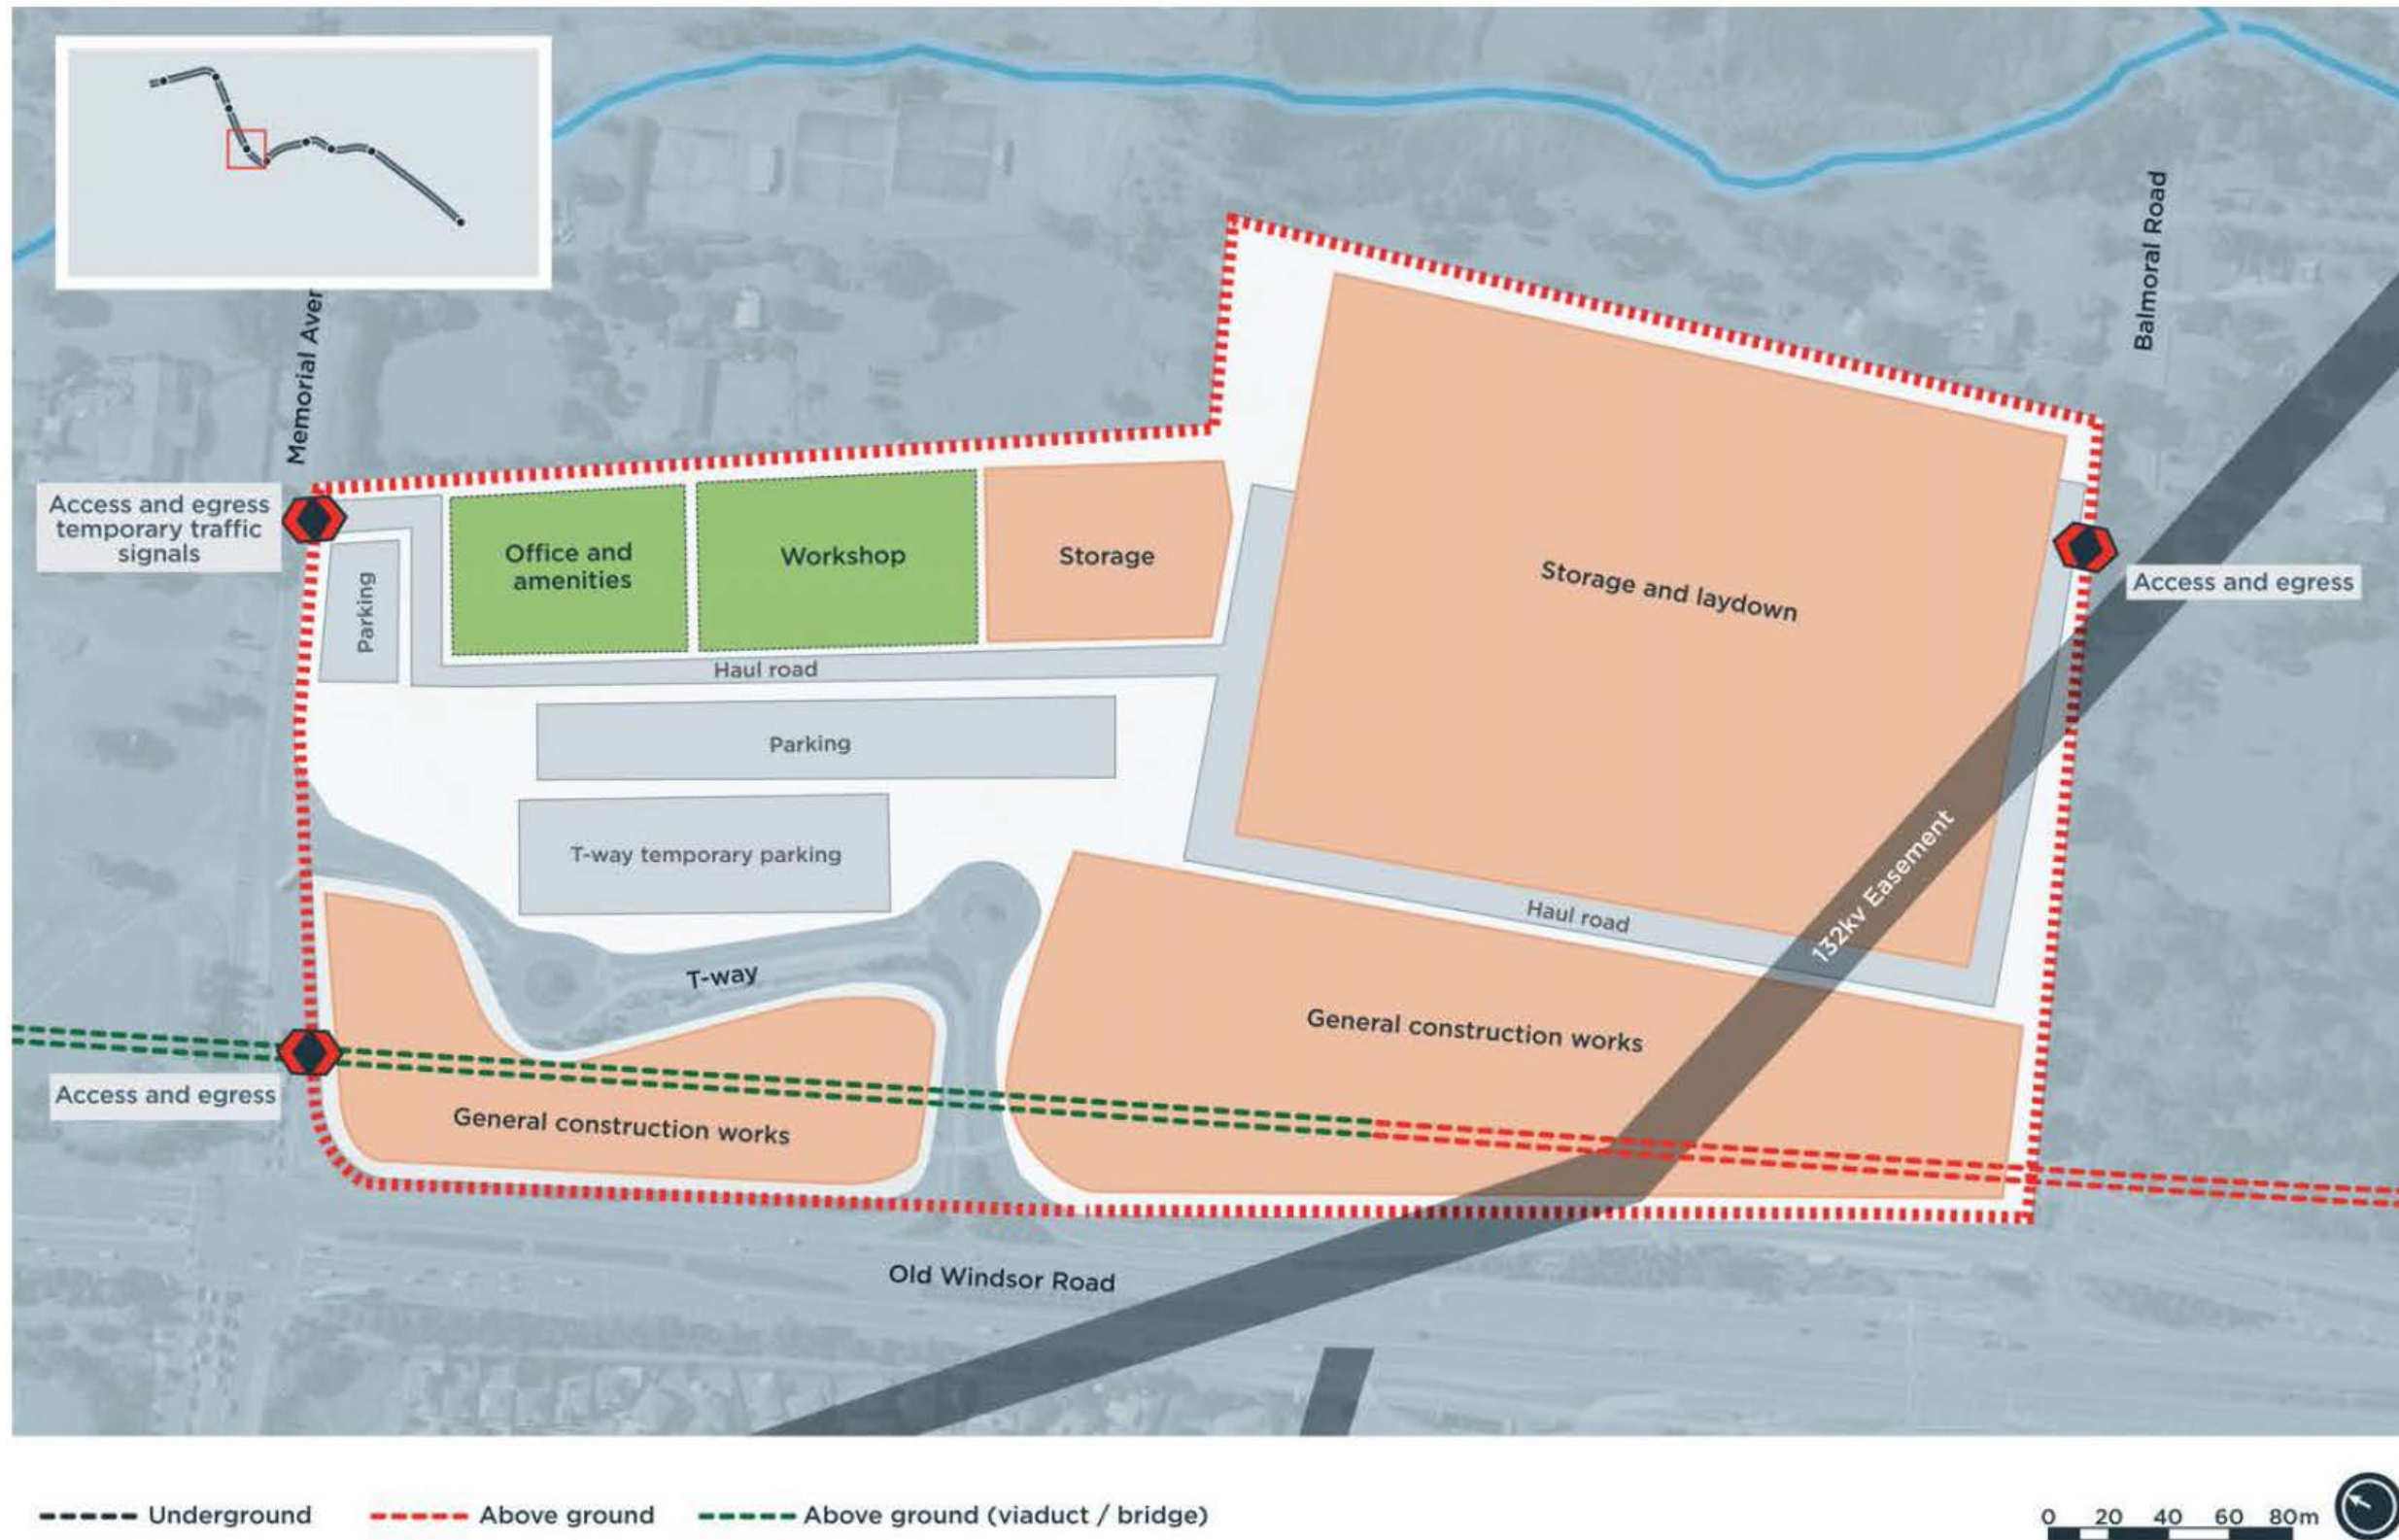 Balmoral Road
Memorial Aver
Access and egress
temporary traffic
signals
Parking
Office and
amenities
Workshop
Storage
Storage and laydown
Access and egress
Haul road
Parking
T-way temporary parking
132kv Easement
Haul road
T-way
General construction works
Access and egress
General construction works
Old Windsor Road
Underground
Above ground
Above ground (viaduct / bridge)
0 20 40 60 80m